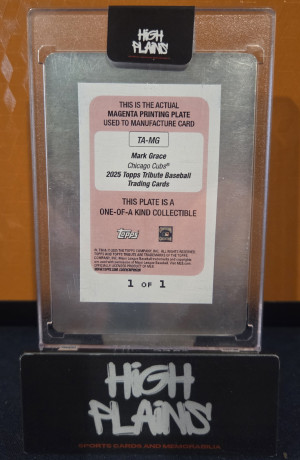 HIGH
PLAINS
THIS IS THE ACTUAL
MAGENTA PRINTING PLATE
USED TO MANUFACTURE CARD
TA-MG
Mark Grace
Chicago Cubs®
2025 Topps Tribute Baseball
Trading Cards
THIS PLATE IS A
ONE-OF-A KIND COLLECTIBLE
Topps
1 OF 1
HIGH
PLAINS
SPORTS CARDS AND MEMORABILIA